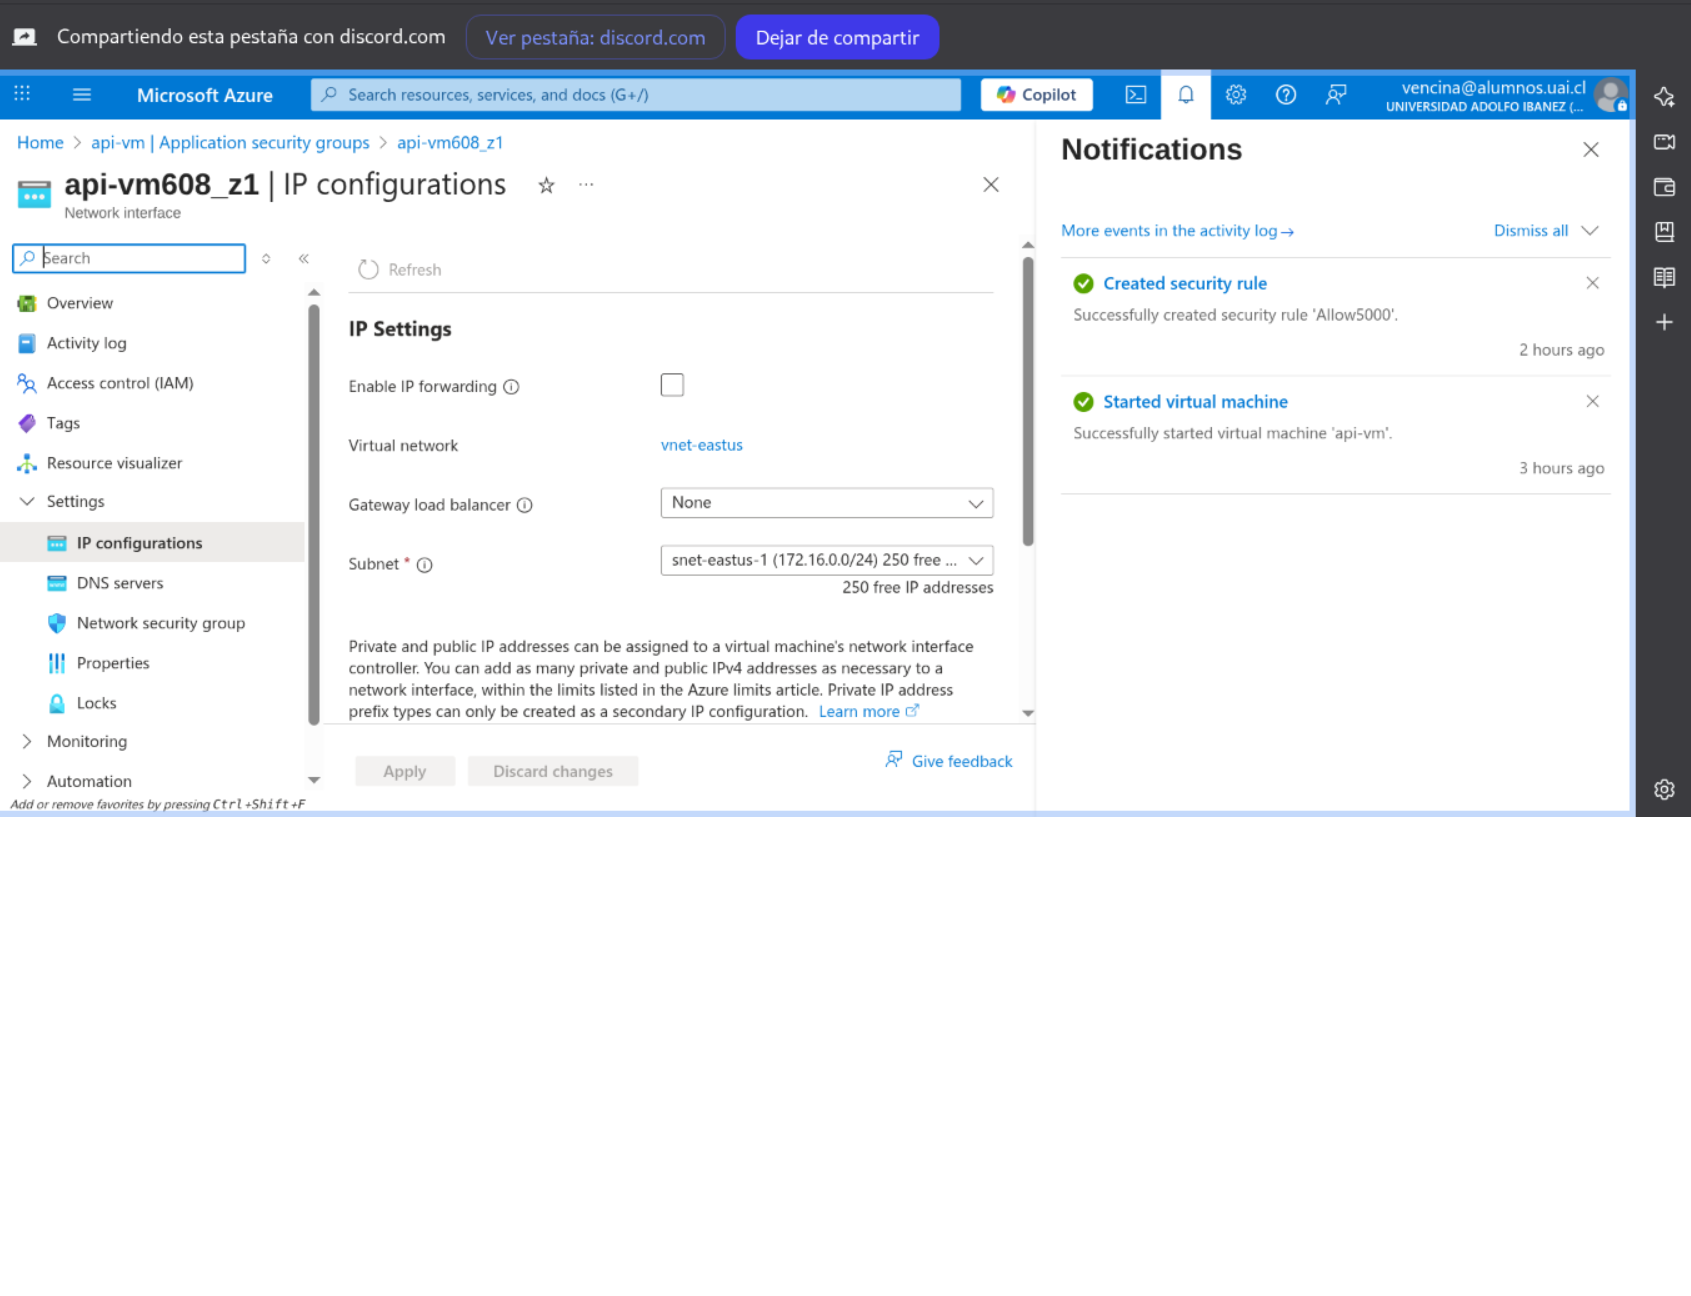 Compartiendo esta pestaña con discord.com
Ver pestaña: discord.com
Dejar de compartir
Microsoft Azure
Search resources, services, and docs (G+/)
Copilot
vencina@alumnos.uai.cl
UNIVERSIDAD ADOLFO IBANEZ (...
Home > api-vm | Application security groups > api-vm608_z1
api-vm608_z1 | IP configurations
Network interface
Search
Overview
Activity log
Access control (IAM)
Tags
Resource visualizer
Settings
IP configurations
DNS servers
Network security group
Properties
Locks
Monitoring
Automation
Add or remove favorites by pressing Ctrl+Shift+F
Refresh
IP Settings
Enable IP forwarding
Virtual network
vnet-eastus
Gateway load balancer
None
Subnet *
snet-eastus-1 (172.16.0.0/24) 250 free ...
250 free IP addresses
Private and public IP addresses can be assigned to a virtual machine's network interface
controller. You can add as many private and public IPv4 addresses as necessary to a
network interface, within the limits listed in the Azure limits article. Private IP address
prefix types can only be created as a secondary IP configuration. Learn more
Apply
Discard changes
Give feedback
Notifications
More events in the activity log→
Dismiss all
Created security rule
Successfully created security rule 'Allow5000'.
2 hours ago
Started virtual machine
Successfully started virtual machine 'api-vm'.
3 hours ago